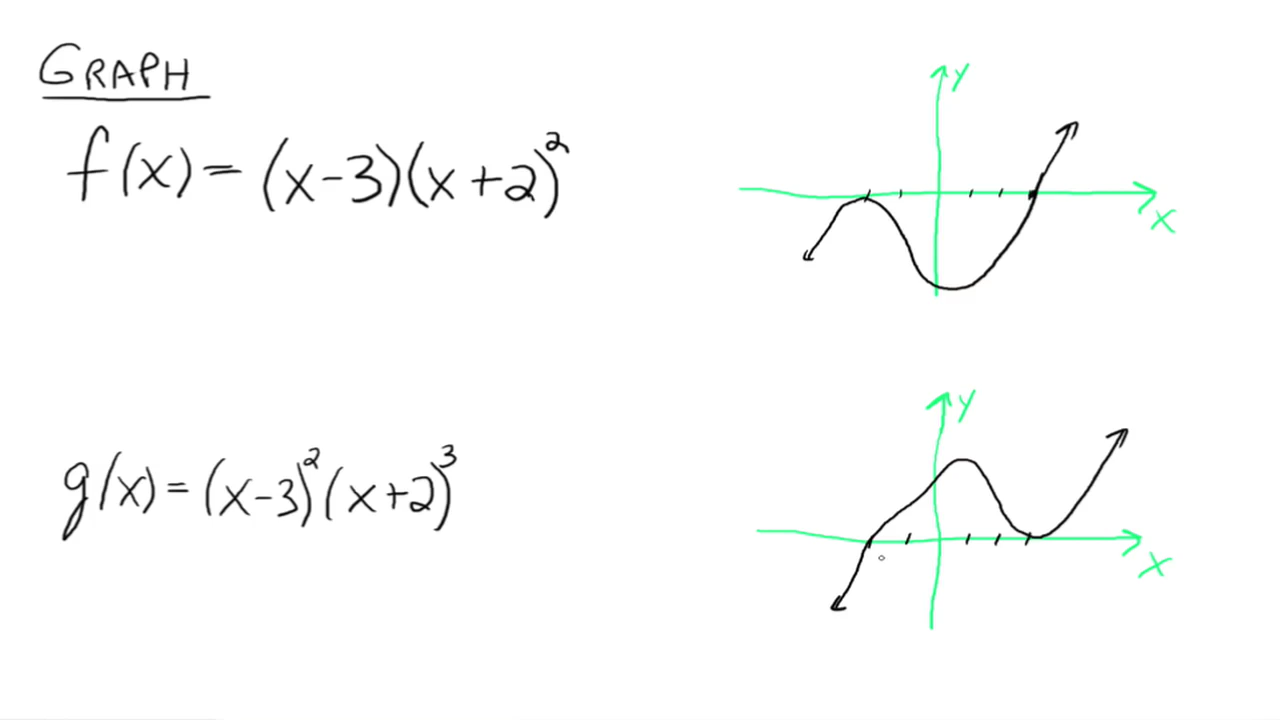 GRAPH
f(x) = (x-3)(x+2)²
y
x
g(x) = (x-3)²(x+2)³
y
x